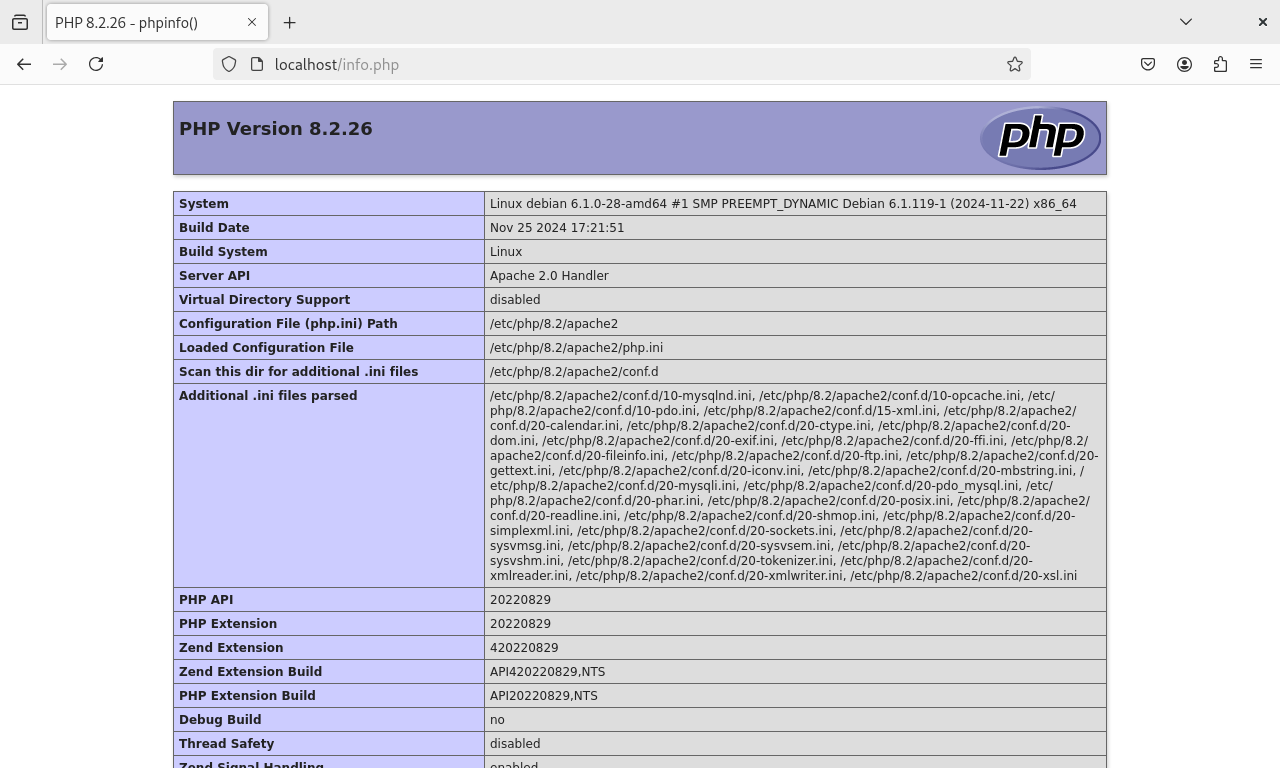 PHP 8.2.26 - phpinfo()
localhost/info.php
PHP Version 8.2.26
php
System Linux debian 6.1.0-28-amd64 #1 SMP PREEMPT_DYNAMIC Debian 6.1.119-1 (2024-11-22) x86_64
Build Date Nov 25 2024 17:21:51
Build System Linux
Server API Apache 2.0 Handler
Virtual Directory Support disabled
Configuration File (php.ini) Path /etc/php/8.2/apache2
Loaded Configuration File /etc/php/8.2/apache2/php.ini
Scan this dir for additional .ini files /etc/php/8.2/apache2/conf.d
Additional .ini files parsed /etc/php/8.2/apache2/conf.d/10-mysqlnd.ini, /etc/php/8.2/apache2/conf.d/10-opcache.ini, /etc/
php/8.2/apache2/conf.d/10-pdo.ini, /etc/php/8.2/apache2/conf.d/15-xml.ini, /etc/php/8.2/apache2/
conf.d/20-calendar.ini, /etc/php/8.2/apache2/conf.d/20-ctype.ini, /etc/php/8.2/apache2/conf.d/20-
dom.ini, /etc/php/8.2/apache2/conf.d/20-exif.ini, /etc/php/8.2/apache2/conf.d/20-ffi.ini, /etc/php/8.2/
apache2/conf.d/20-fileinfo.ini, /etc/php/8.2/apache2/conf.d/20-ftp.ini, /etc/php/8.2/apache2/conf.d/20-
gettext.ini, /etc/php/8.2/apache2/conf.d/20-iconv.ini, /etc/php/8.2/apache2/conf.d/20-mbstring.ini, /
etc/php/8.2/apache2/conf.d/20-mysqli.ini, /etc/php/8.2/apache2/conf.d/20-pdo_mysql.ini, /etc/
php/8.2/apache2/conf.d/20-phar.ini, /etc/php/8.2/apache2/conf.d/20-posix.ini, /etc/php/8.2/apache2/
conf.d/20-readline.ini, /etc/php/8.2/apache2/conf.d/20-shmop.ini, /etc/php/8.2/apache2/conf.d/20-
simplexml.ini, /etc/php/8.2/apache2/conf.d/20-sockets.ini, /etc/php/8.2/apache2/conf.d/20-
sysvmsg.ini, /etc/php/8.2/apache2/conf.d/20-sysvsem.ini, /etc/php/8.2/apache2/conf.d/20-
sysvshm.ini, /etc/php/8.2/apache2/conf.d/20-tokenizer.ini, /etc/php/8.2/apache2/conf.d/20-
xmlreader.ini, /etc/php/8.2/apache2/conf.d/20-xmlwriter.ini, /etc/php/8.2/apache2/conf.d/20-xsl.ini
PHP API 20220829
PHP Extension 20220829
Zend Extension 420220829
Zend Extension Build API420220829,NTS
PHP Extension Build API20220829,NTS
Debug Build no
Thread Safety disabled
Zend Signal Handling enabled